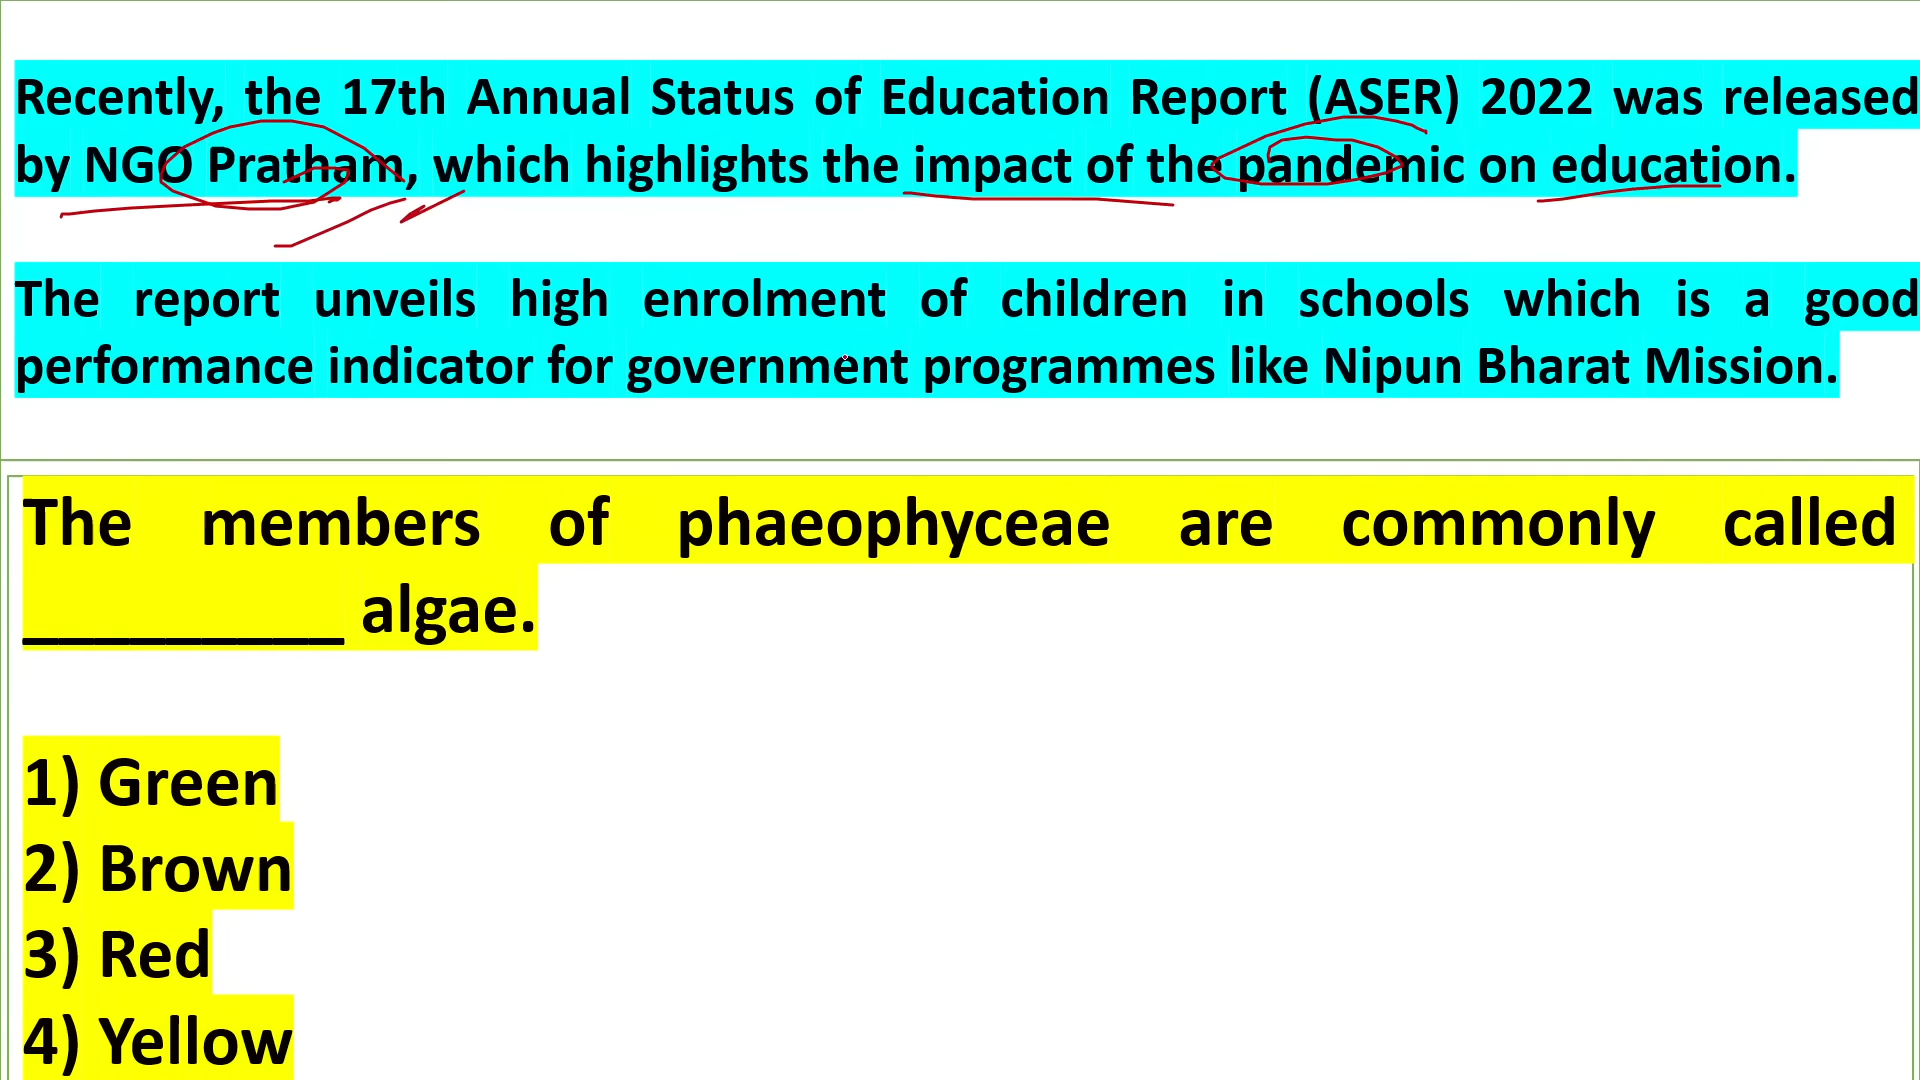 Recently, the 17th Annual Status of Education Report (ASER) 2022 was released
by NGO Pratham, which highlights the impact of the pandemic on education.
The report unveils high enrolment of children in schools which is a good
performance indicator for government programmes like Nipun Bharat Mission.
The members of phaeophyceae are commonly called
_________ algae.
1) Green
2) Brown
3) Red
4) Yellow